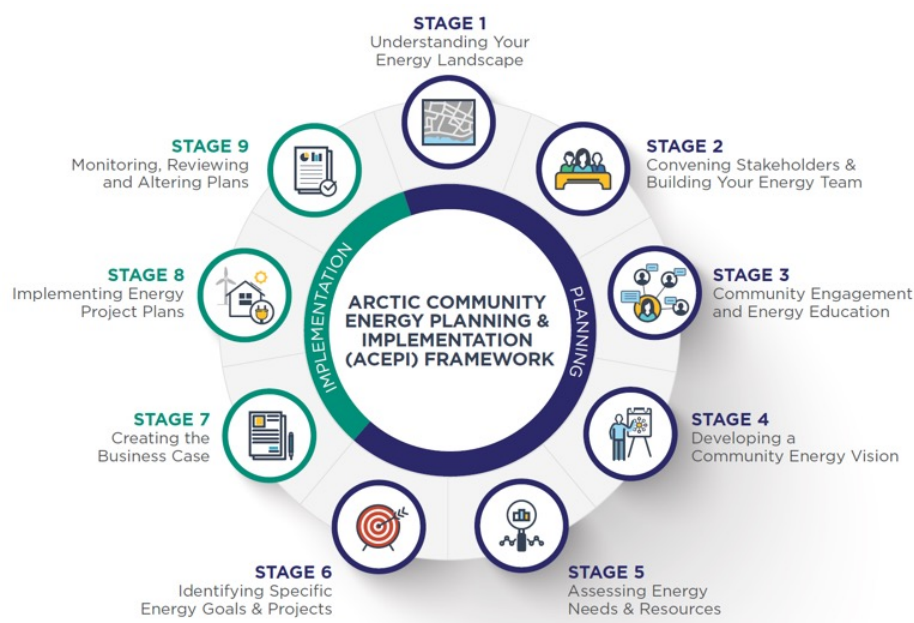 STAGE 1
Understanding Your
Energy Landscape
STAGE 2
Convening Stakeholders &
Building Your Energy Team
STAGE 3
Community Engagement
and Energy Education
STAGE 4
Developing a
Community Energy Vision
STAGE 5
Assessing Energy
Needs & Resources
STAGE 6
Identifying Specific
Energy Goals & Projects
STAGE 7
Creating the
Business Case
STAGE 8
Implementing Energy
Project Plans
STAGE 9
Monitoring, Reviewing
and Altering Plans
IMPLEMENTATION
PLANNING
ARCTIC COMMUNITY
ENERGY PLANNING &
IMPLEMENTATION
(ACEPI) FRAMEWORK